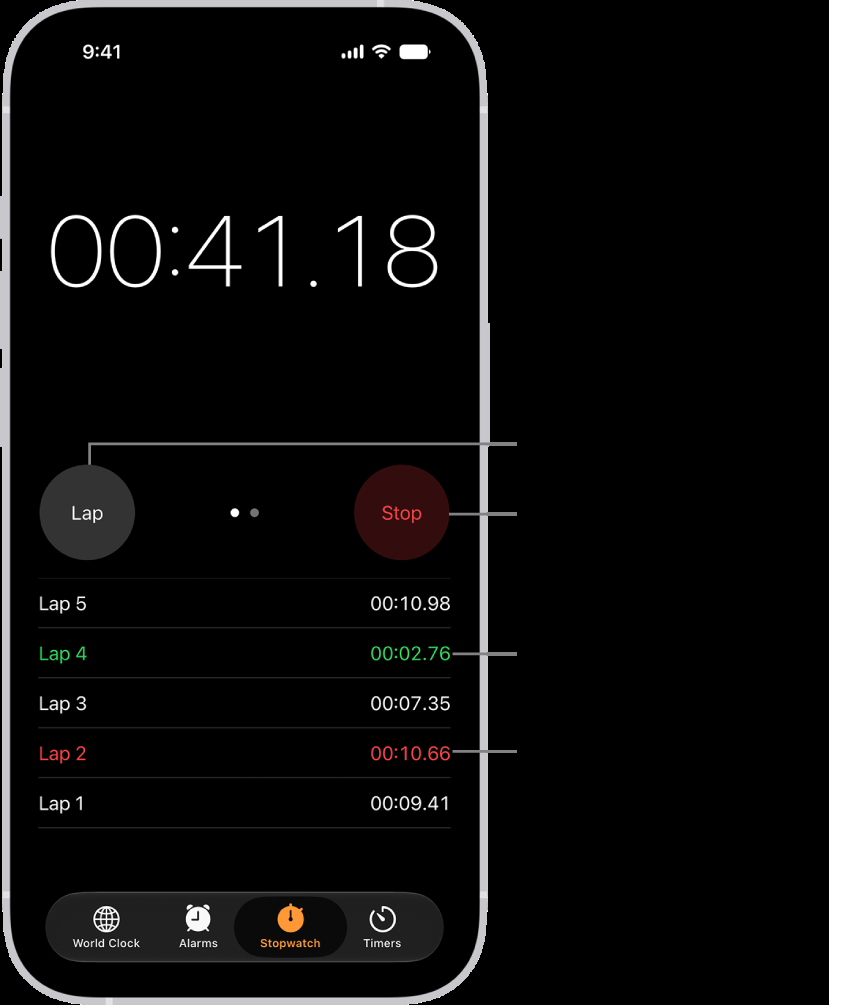 9:41
00:41.18
Lap
Stop
Lap 5 00:10.98
Lap 4 00:02.76
Lap 3 00:07.35
Lap 2 00:10.66
Lap 1 00:09.41
World Clock Alarms Stopwatch Timers